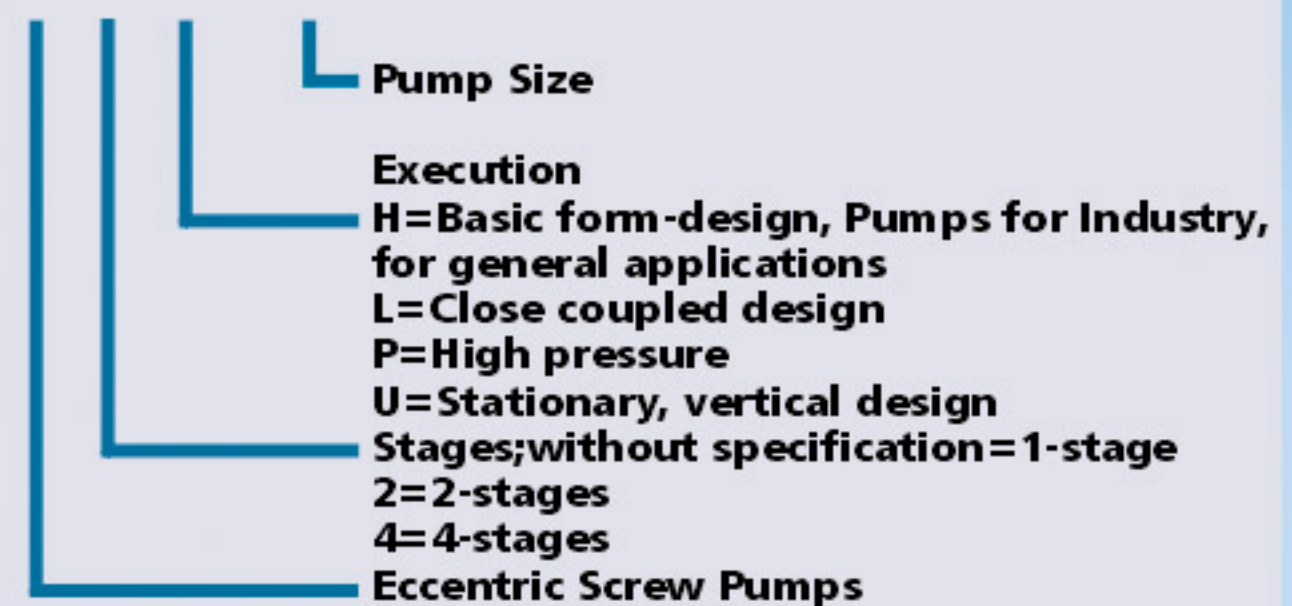 Pump Size
Execution
H=Basic form-design, Pumps for Industry,
for general applications
L=Close coupled design
P=High pressure
U=Stationary, vertical design
Stages;without specification=1-stage
2=2-stages
4=4-stages
Eccentric Screw Pumps